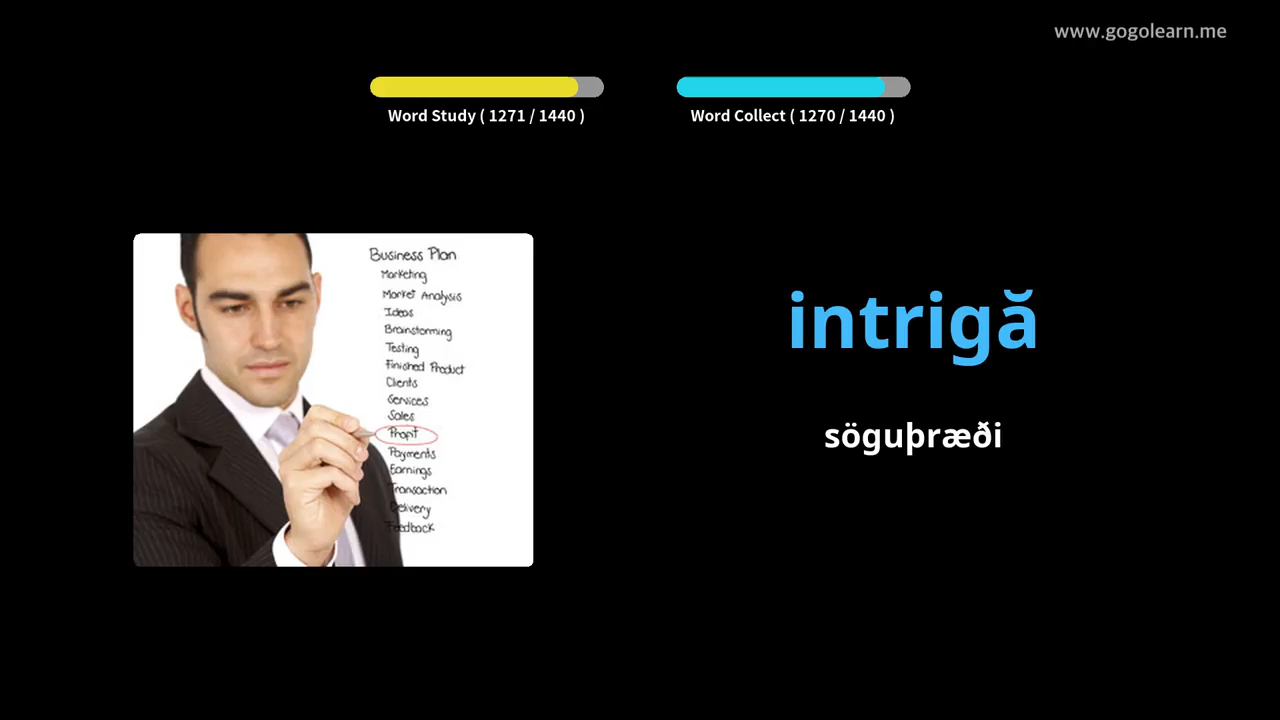 www.gogolearn.me
Word Study ( 1271 / 1440 )
Word Collect ( 1270 / 1440 )
Business Plan
Marketing
Market Analysis
Ideas
Brainstorming
Testing
Finished Product
Clients
Services
Sales
Profit
Payments
Earnings
Transaction
Delivery
Feedback
intrigă
söguþræði